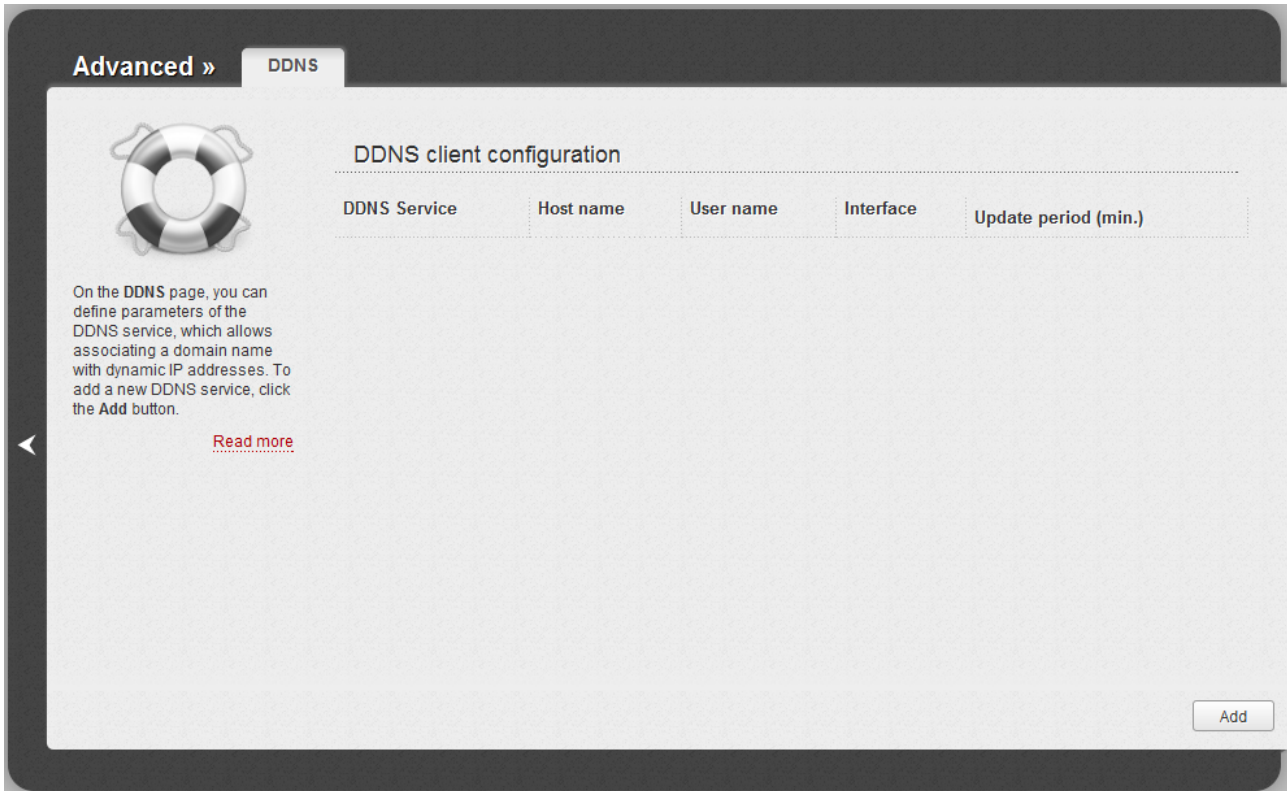 Advanced »
DDNS
On the DDNS page, you can
define parameters of the
DDNS service, which allows
associating a domain name
with dynamic IP addresses. To
add a new DDNS service, click
the Add button.
Read more
DDNS client configuration
DDNS Service
Host name
User name
Interface
Update period (min.)
Add